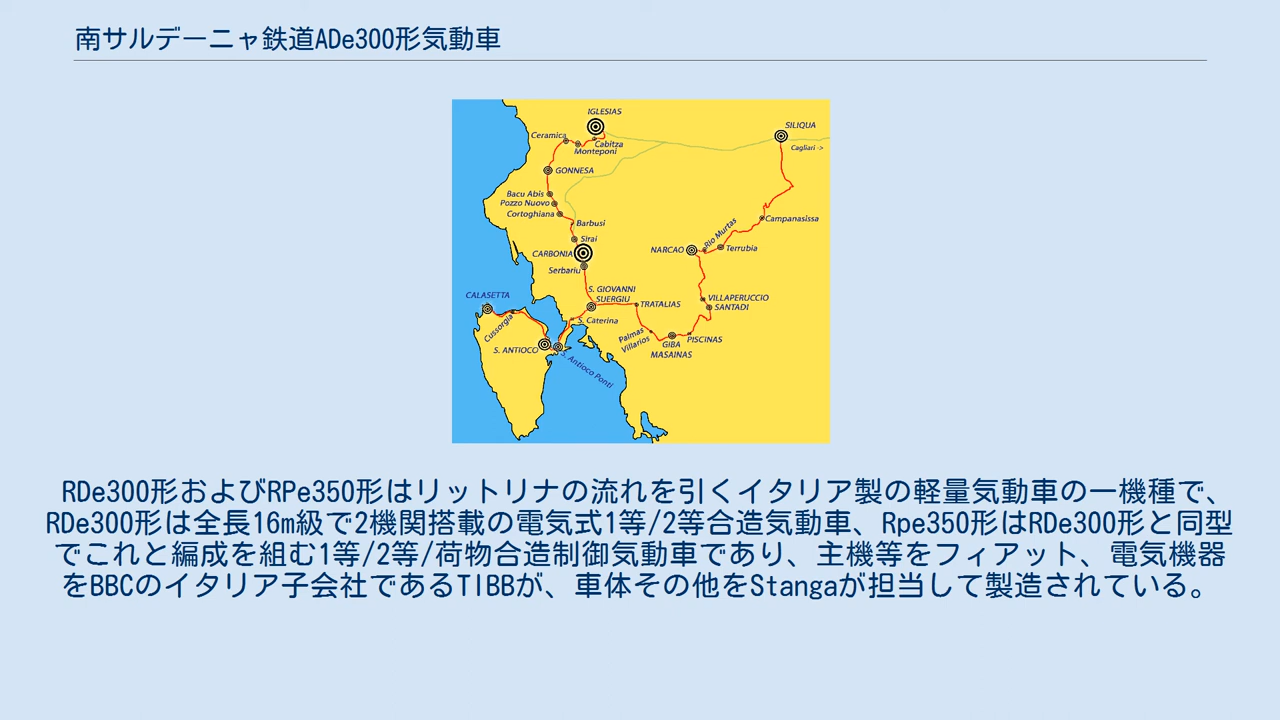 南サルデーニャ鉄道ADe300形気動車
IGLESIAS
SILIQUA
Ceramica
Cabitza
Monteponi
Cagliari ->
GONNESA
Bacu Abis
Pozzo Nuovo
Cortoghiana
Barbusi
Campanasissa
Rio Murtas
Sirai
CARBONIA
NARCAO
Terrubia
Serbariu
S. GIOVANNI
SUERGIU
CALASETTA
VILLAPERUCCIO
TRATALIAS
SANTADI
Cussorgia
S. Caterina
Palmas
Villarios
PISCINAS
GIBA
MASAINAS
S. ANTIOCO
S. Antioco Ponti
RDe300形およびRPe350形はリットリナの流れを引くイタリア製の軽量気動車の一機種で、
RDe300形は全長16m級で2機関搭載の電気式1等/2等合造気動車、Rpe350形はRDe300形と同型
でこれと編成を組む1等/2等/荷物合造制御気動車であり、主機等をフィアット、電気機器
をBBCのイタリア子会社であるTIBBが、車体その他をStangaが担当して製造されている。